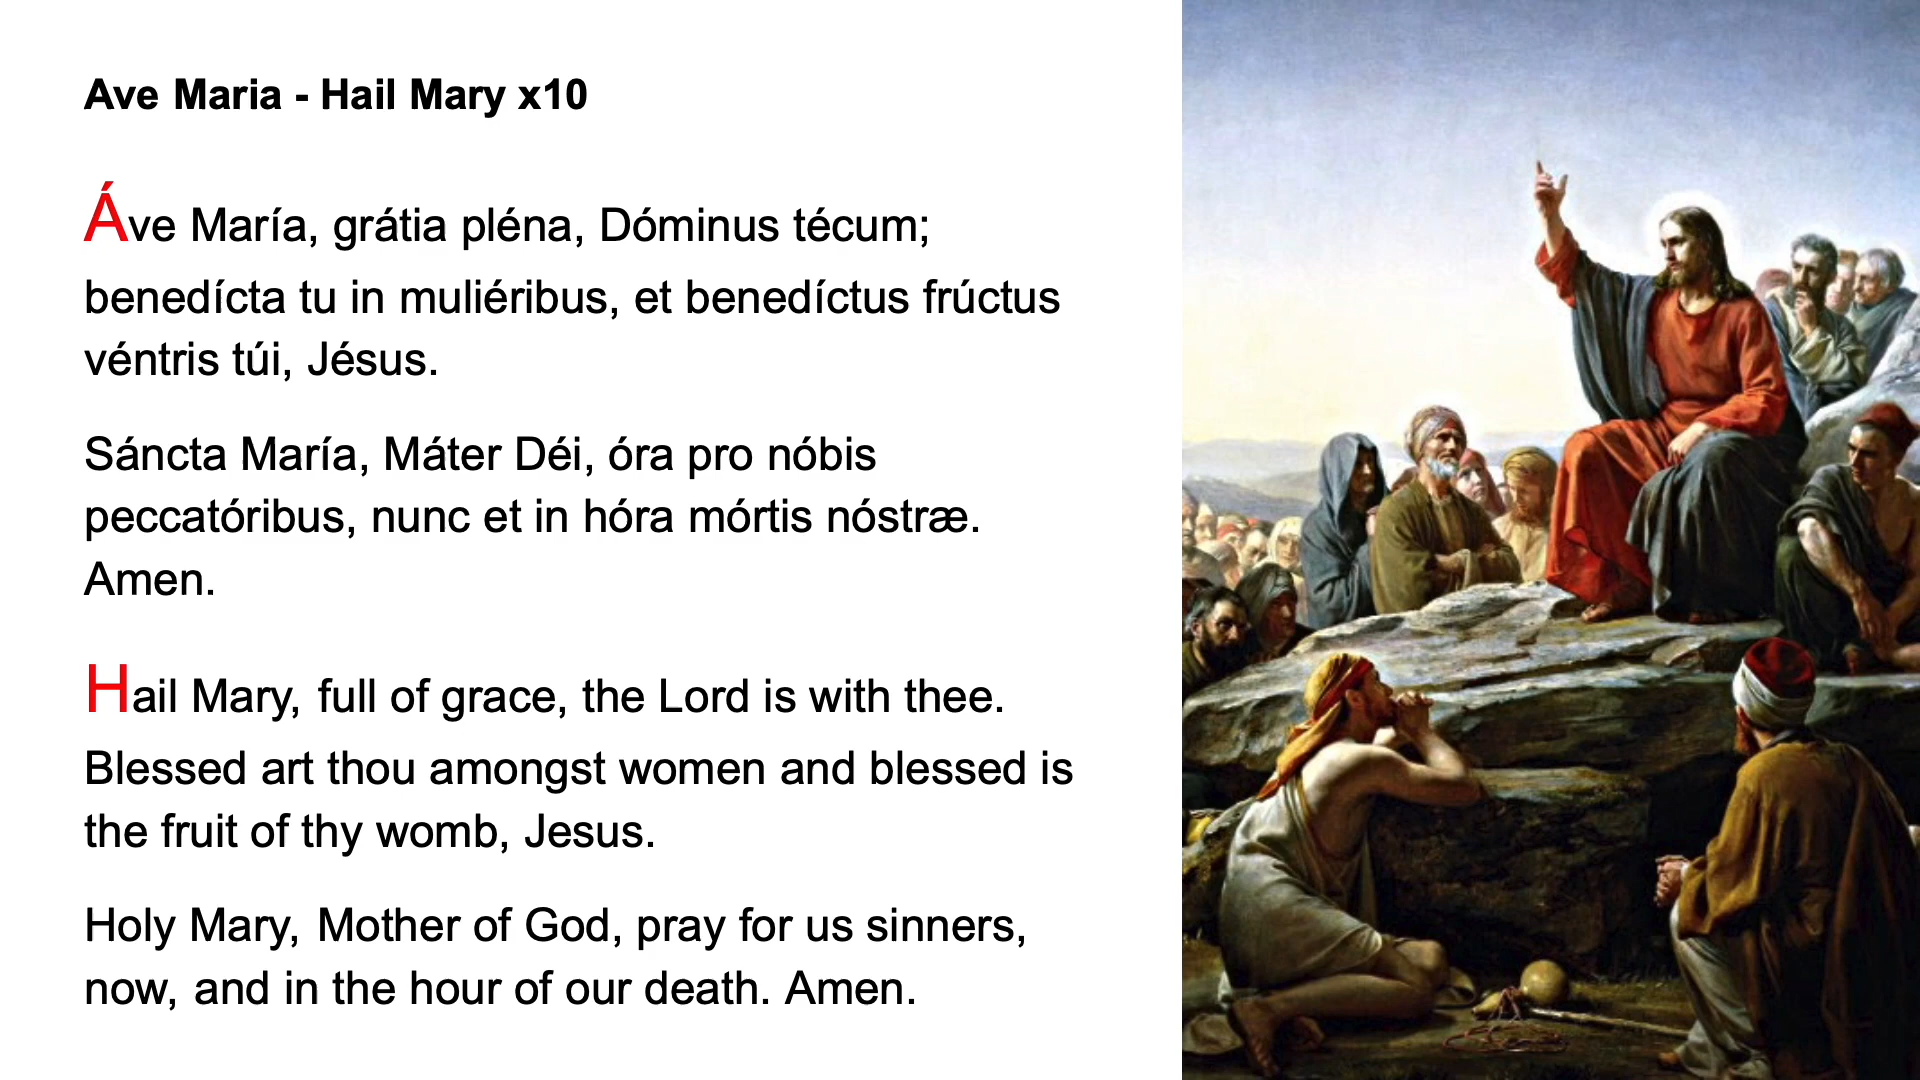 Ave Maria - Hail Mary x10
Áve María, grátia pléna, Dóminus técum;
benedícta tu in muliéribus, et benedíctus frúctus
véntris túi, Jésus.
Sáncta María, Máter Déi, óra pro nóbis
peccatóribus, nunc et in hóra mórtis nóstræ.
Amen.
Hail Mary, full of grace, the Lord is with thee.
Blessed art thou amongst women and blessed is
the fruit of thy womb, Jesus.
Holy Mary, Mother of God, pray for us sinners,
now, and in the hour of our death. Amen.